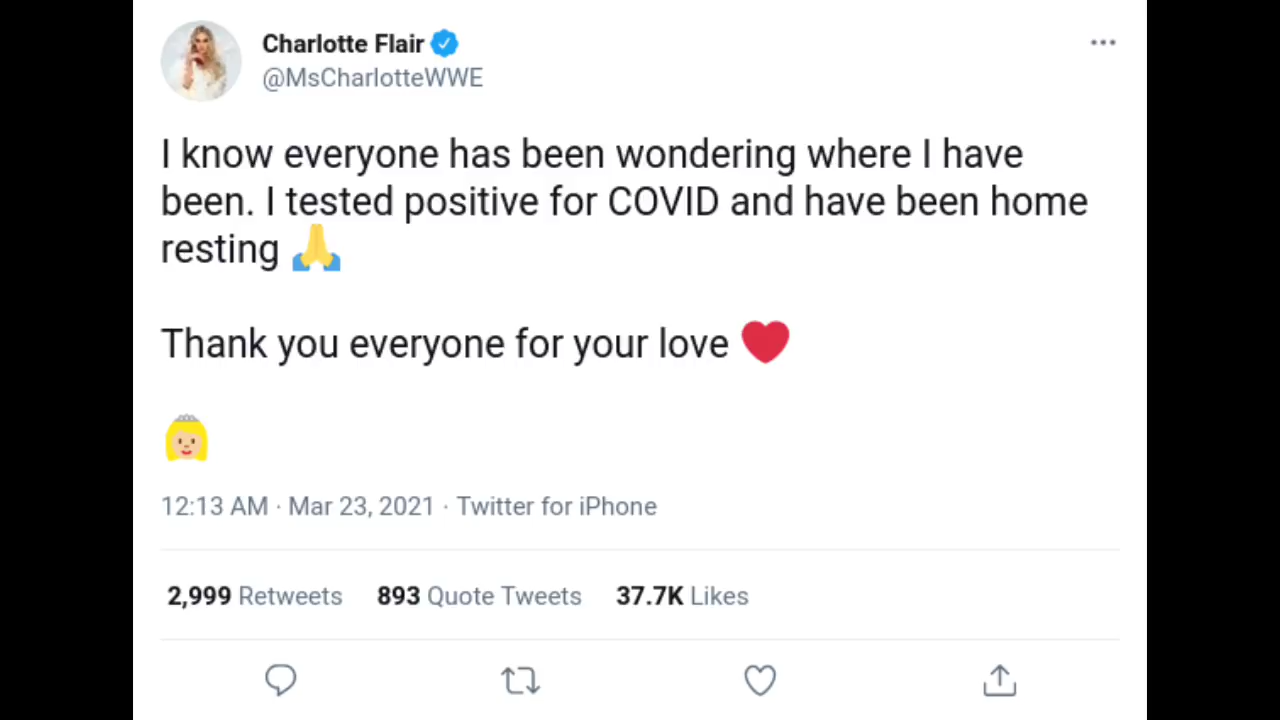 Charlotte Flair
@MsCharlotteWWE
I know everyone has been wondering where I have
been. I tested positive for COVID and have been home
resting 🙏
Thank you everyone for your love ❤️
👸🏼
12:13 AM · Mar 23, 2021 · Twitter for iPhone
2,999 Retweets 893 Quote Tweets 37.7K Likes